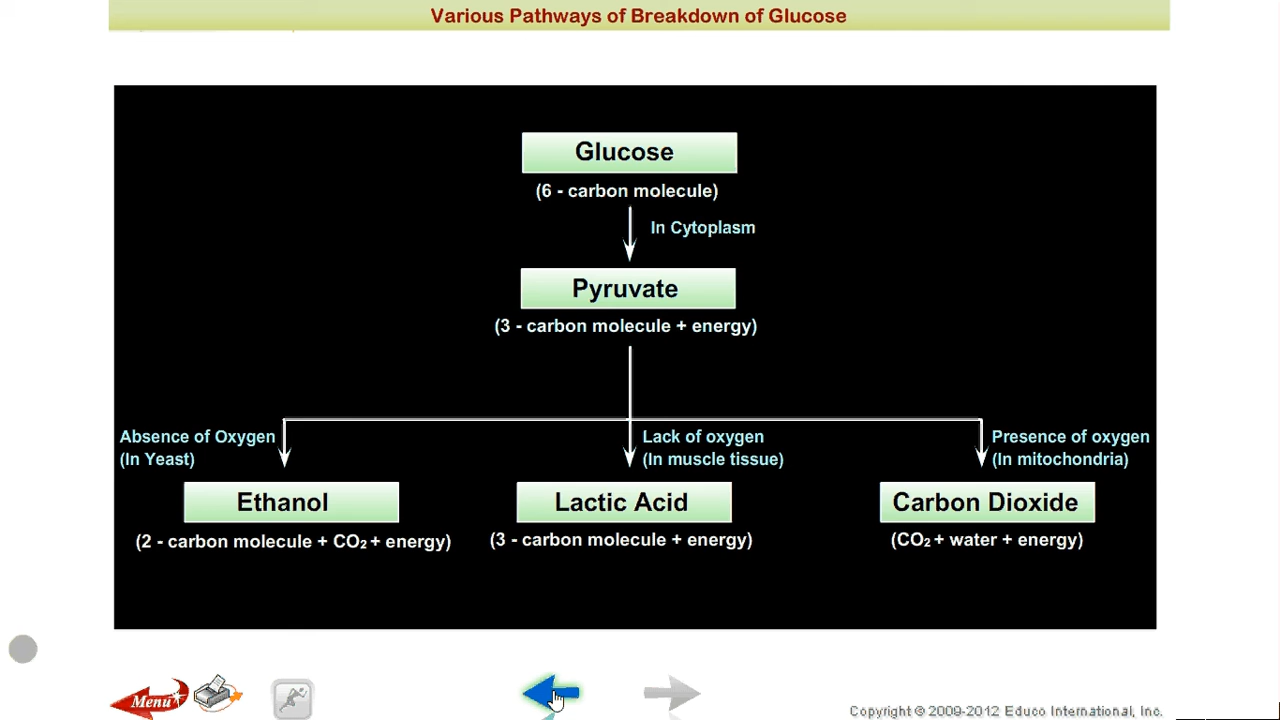 Various Pathways of Breakdown of Glucose
Glucose
(6 - carbon molecule)
In Cytoplasm
Pyruvate
(3 - carbon molecule + energy)
Absence of Oxygen
(In Yeast)
Lack of oxygen
(In muscle tissue)
Presence of oxygen
(In mitochondria)
Ethanol
(2 - carbon molecule + CO₂ + energy)
Lactic Acid
(3 - carbon molecule + energy)
Carbon Dioxide
(CO₂ + water + energy)
Menu
Copyright © 2009-2012 Educo International, Inc.